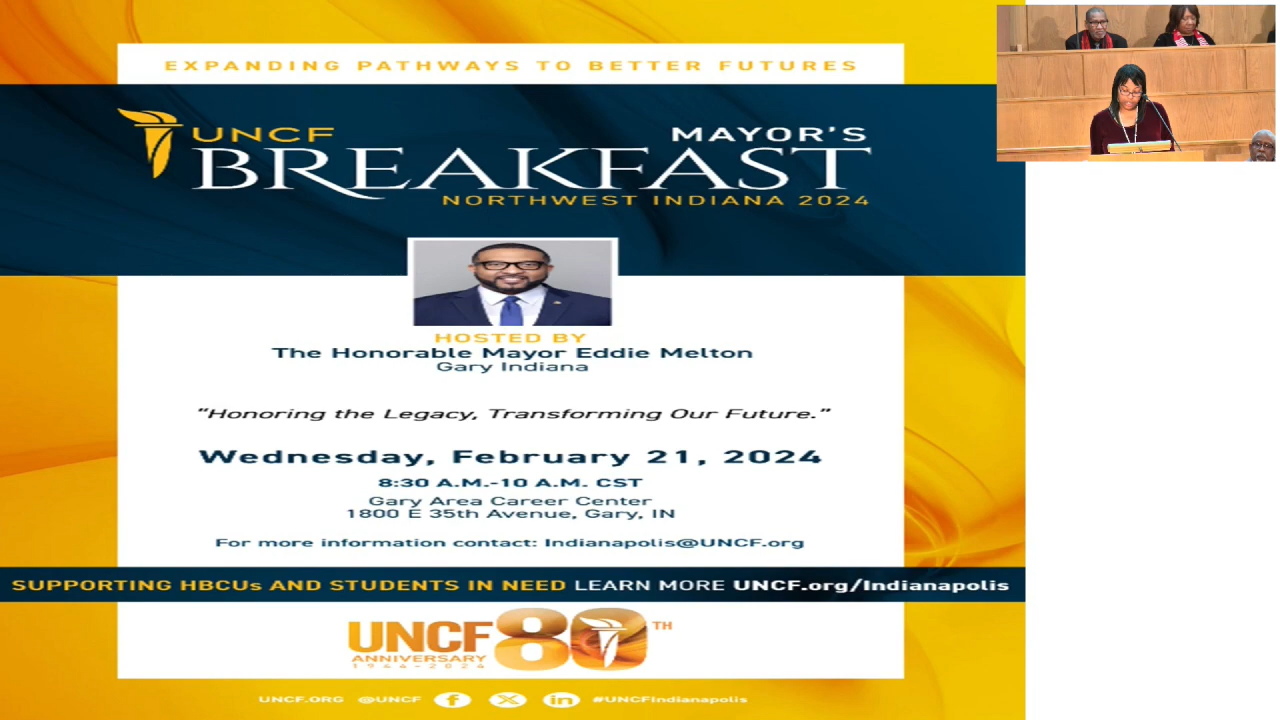 EXPANDING PATHWAYS TO BETTER FUTURES
UNCF MAYOR'S
BREAKFAST
NORTHWEST INDIANA 2024
HOSTED BY
The Honorable Mayor Eddie Melton
Gary Indiana
"Honoring the Legacy, Transforming Our Future."
Wednesday, February 21, 2024
8:30 A.M.-10 A.M. CST
Gary Area Career Center
1800 E 35th Avenue, Gary, IN
For more information contact: Indianapolis@UNCF.org
SUPPORTING HBCUs AND STUDENTS IN NEED LEARN MORE UNCF.org/Indianapolis
UNCF 80TH
ANNIVERSARY
1944-2024
UNCF.ORG @UNCF f X in #UNCFIndianapolis